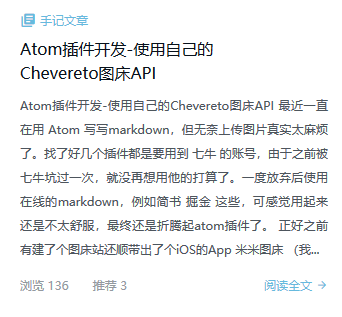 手记文章
Atom插件开发-使用自己的
Chevereto图床API
Atom插件开发-使用自己的Chevereto图床API 最近一直
在用 Atom 写写markdown，但无奈上传图片真实太麻烦
了。找了好几个插件都是要用到 七牛 的账号，由于之前被
七牛坑过一次，就没再想用他的打算了。一度放弃后使用
在线的markdown，例如简书 掘金 这些，可感觉用起来
还是不太舒服，最终还是折腾起atom插件了。 正好之前
有建了个图床站还顺带出了个iOS的App 米米图床 （我...
浏览 136 推荐 3 阅读全文 →